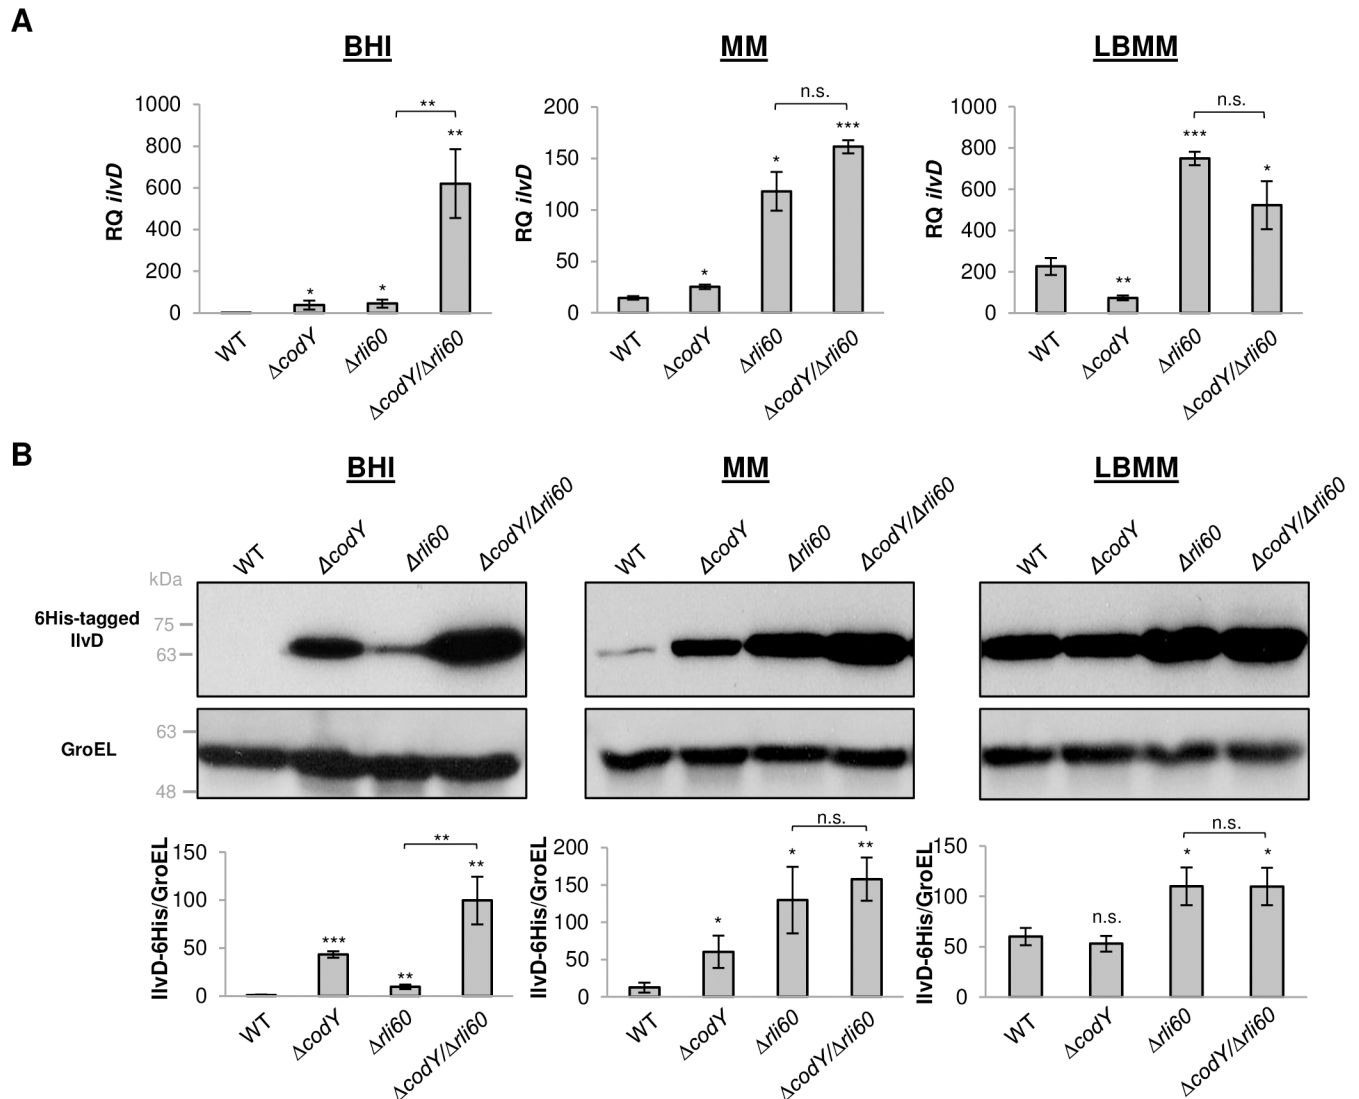 A
BHI
MM
LBMM
RQ ilvD
1000
800
600
400
200
0
**
**
*
*
WT
ΔcodY
Δrli60
ΔcodY/Δrli60
RQ ilvD
200
150
100
50
0
n.s.
***
*
*
WT
ΔcodY
Δrli60
ΔcodY/Δrli60
RQ ilvD
1000
800
600
400
200
0
n.s.
***
*
**
WT
ΔcodY
Δrli60
ΔcodY/Δrli60
B
BHI
MM
LBMM
WT
ΔcodY
Δrli60
ΔcodY/Δrli60
WT
ΔcodY
Δrli60
ΔcodY/Δrli60
WT
ΔcodY
Δrli60
ΔcodY/Δrli60
kDa
6His-tagged
IlvD
75
63
GroEL
63
48
IlvD-6His/GroEL
150
100
50
0
**
**
***
**
WT
ΔcodY
Δrli60
ΔcodY/Δrli60
IlvD-6His/GroEL
200
150
100
50
0
n.s.
**
*
*
WT
ΔcodY
Δrli60
ΔcodY/Δrli60
IlvD-6His/GroEL
150
100
50
0
n.s.
*
*
n.s.
WT
ΔcodY
Δrli60
ΔcodY/Δrli60